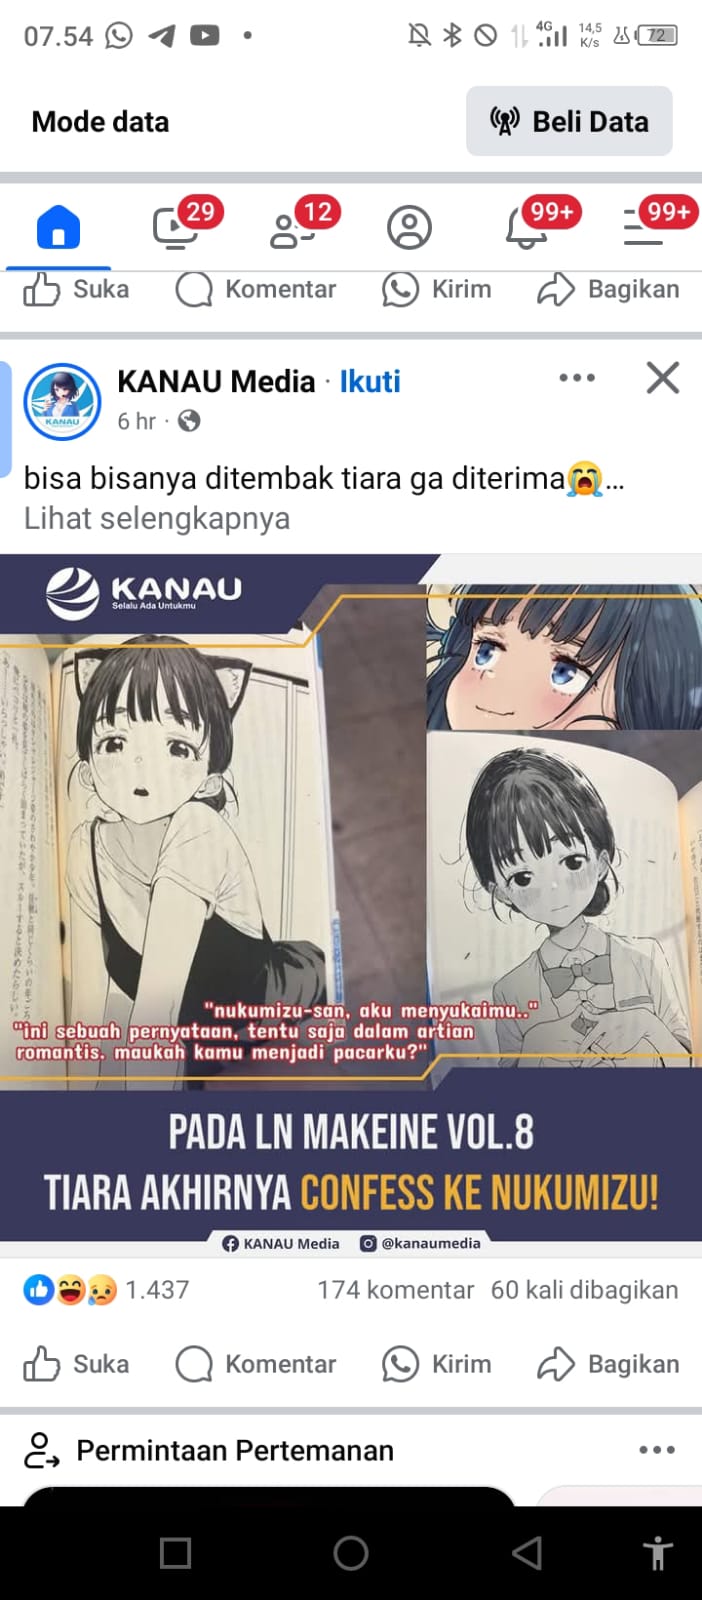 07.54
4G
14,5
K/s
72
Mode data
Beli Data
29
12
99+
99+
Suka
Komentar
Kirim
Bagikan
KANAU Media · Ikuti
6 hr ·
KANAU
bisa bisanya ditembak tiara ga diterima😭...
Lihat selengkapnya
KANAU
Selalu Ada Untukmu
"nukumizu-san, aku menyukaimu.."
"ini sebuah pernyataan, tentu saja dalam artian
romantis. maukah kamu menjadi pacarku?"
PADA LN MAKEINE VOL.8
TIARA AKHIRNYA CONFESS KE NUKUMIZU!
KANAU Media
@kanaumedia
1.437
174 komentar
60 kali dibagikan
Suka
Komentar
Kirim
Bagikan
Permintaan Pertemanan